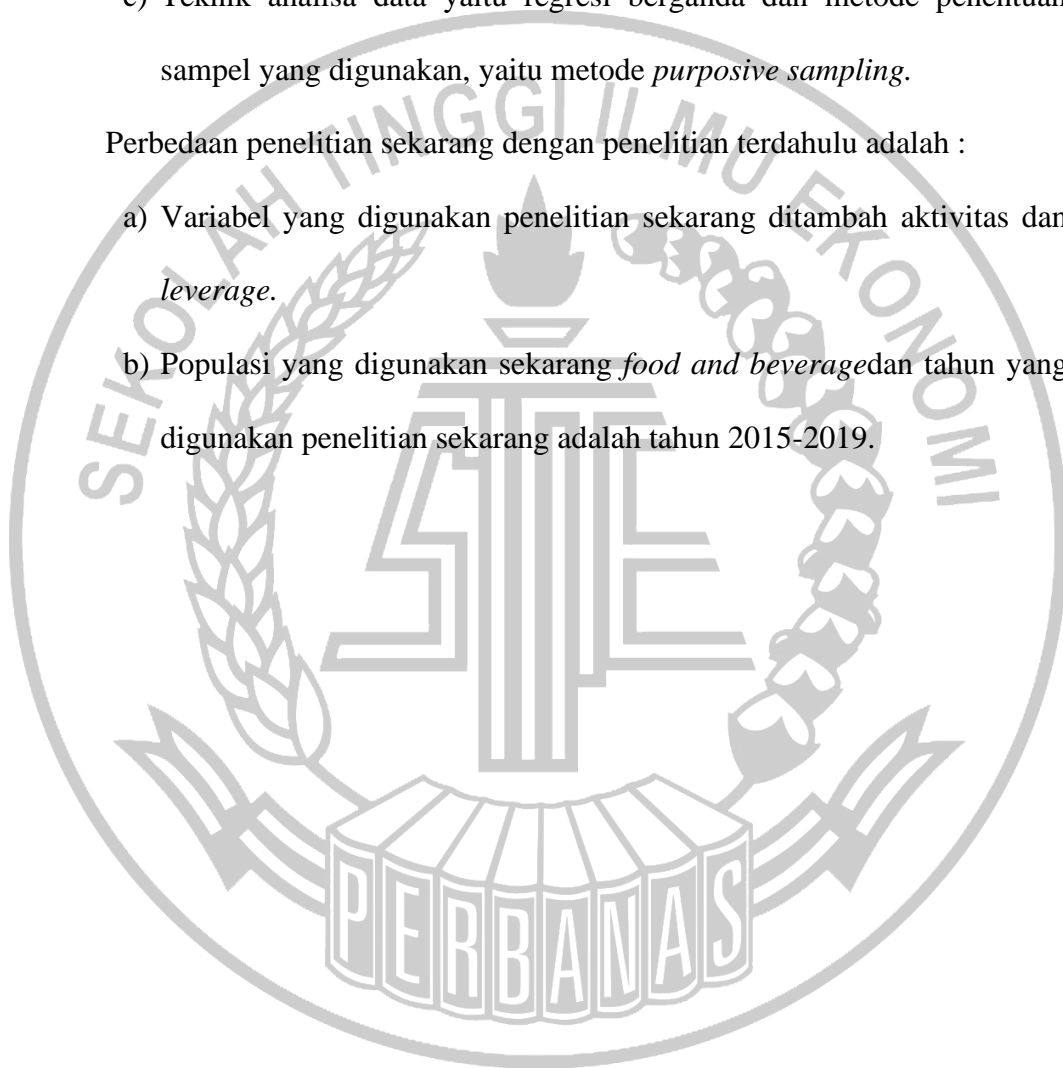 c) Teknik analisa data yaitu regresi berganda dan metode penentuan
sampel yang digunakan, yaitu metode purposive sampling.
Perbedaan penelitian sekarang dengan penelitian terdahulu adalah :
a) Variabel yang digunakan penelitian sekarang ditambah aktivitas dan
leverage.
b) Populasi yang digunakan sekarang food and beveragedan tahun yang
digunakan penelitian sekarang adalah tahun 2015-2019.
SEKOLAH TINGGI ILMU EKONOMI
STIE
PERBANAS